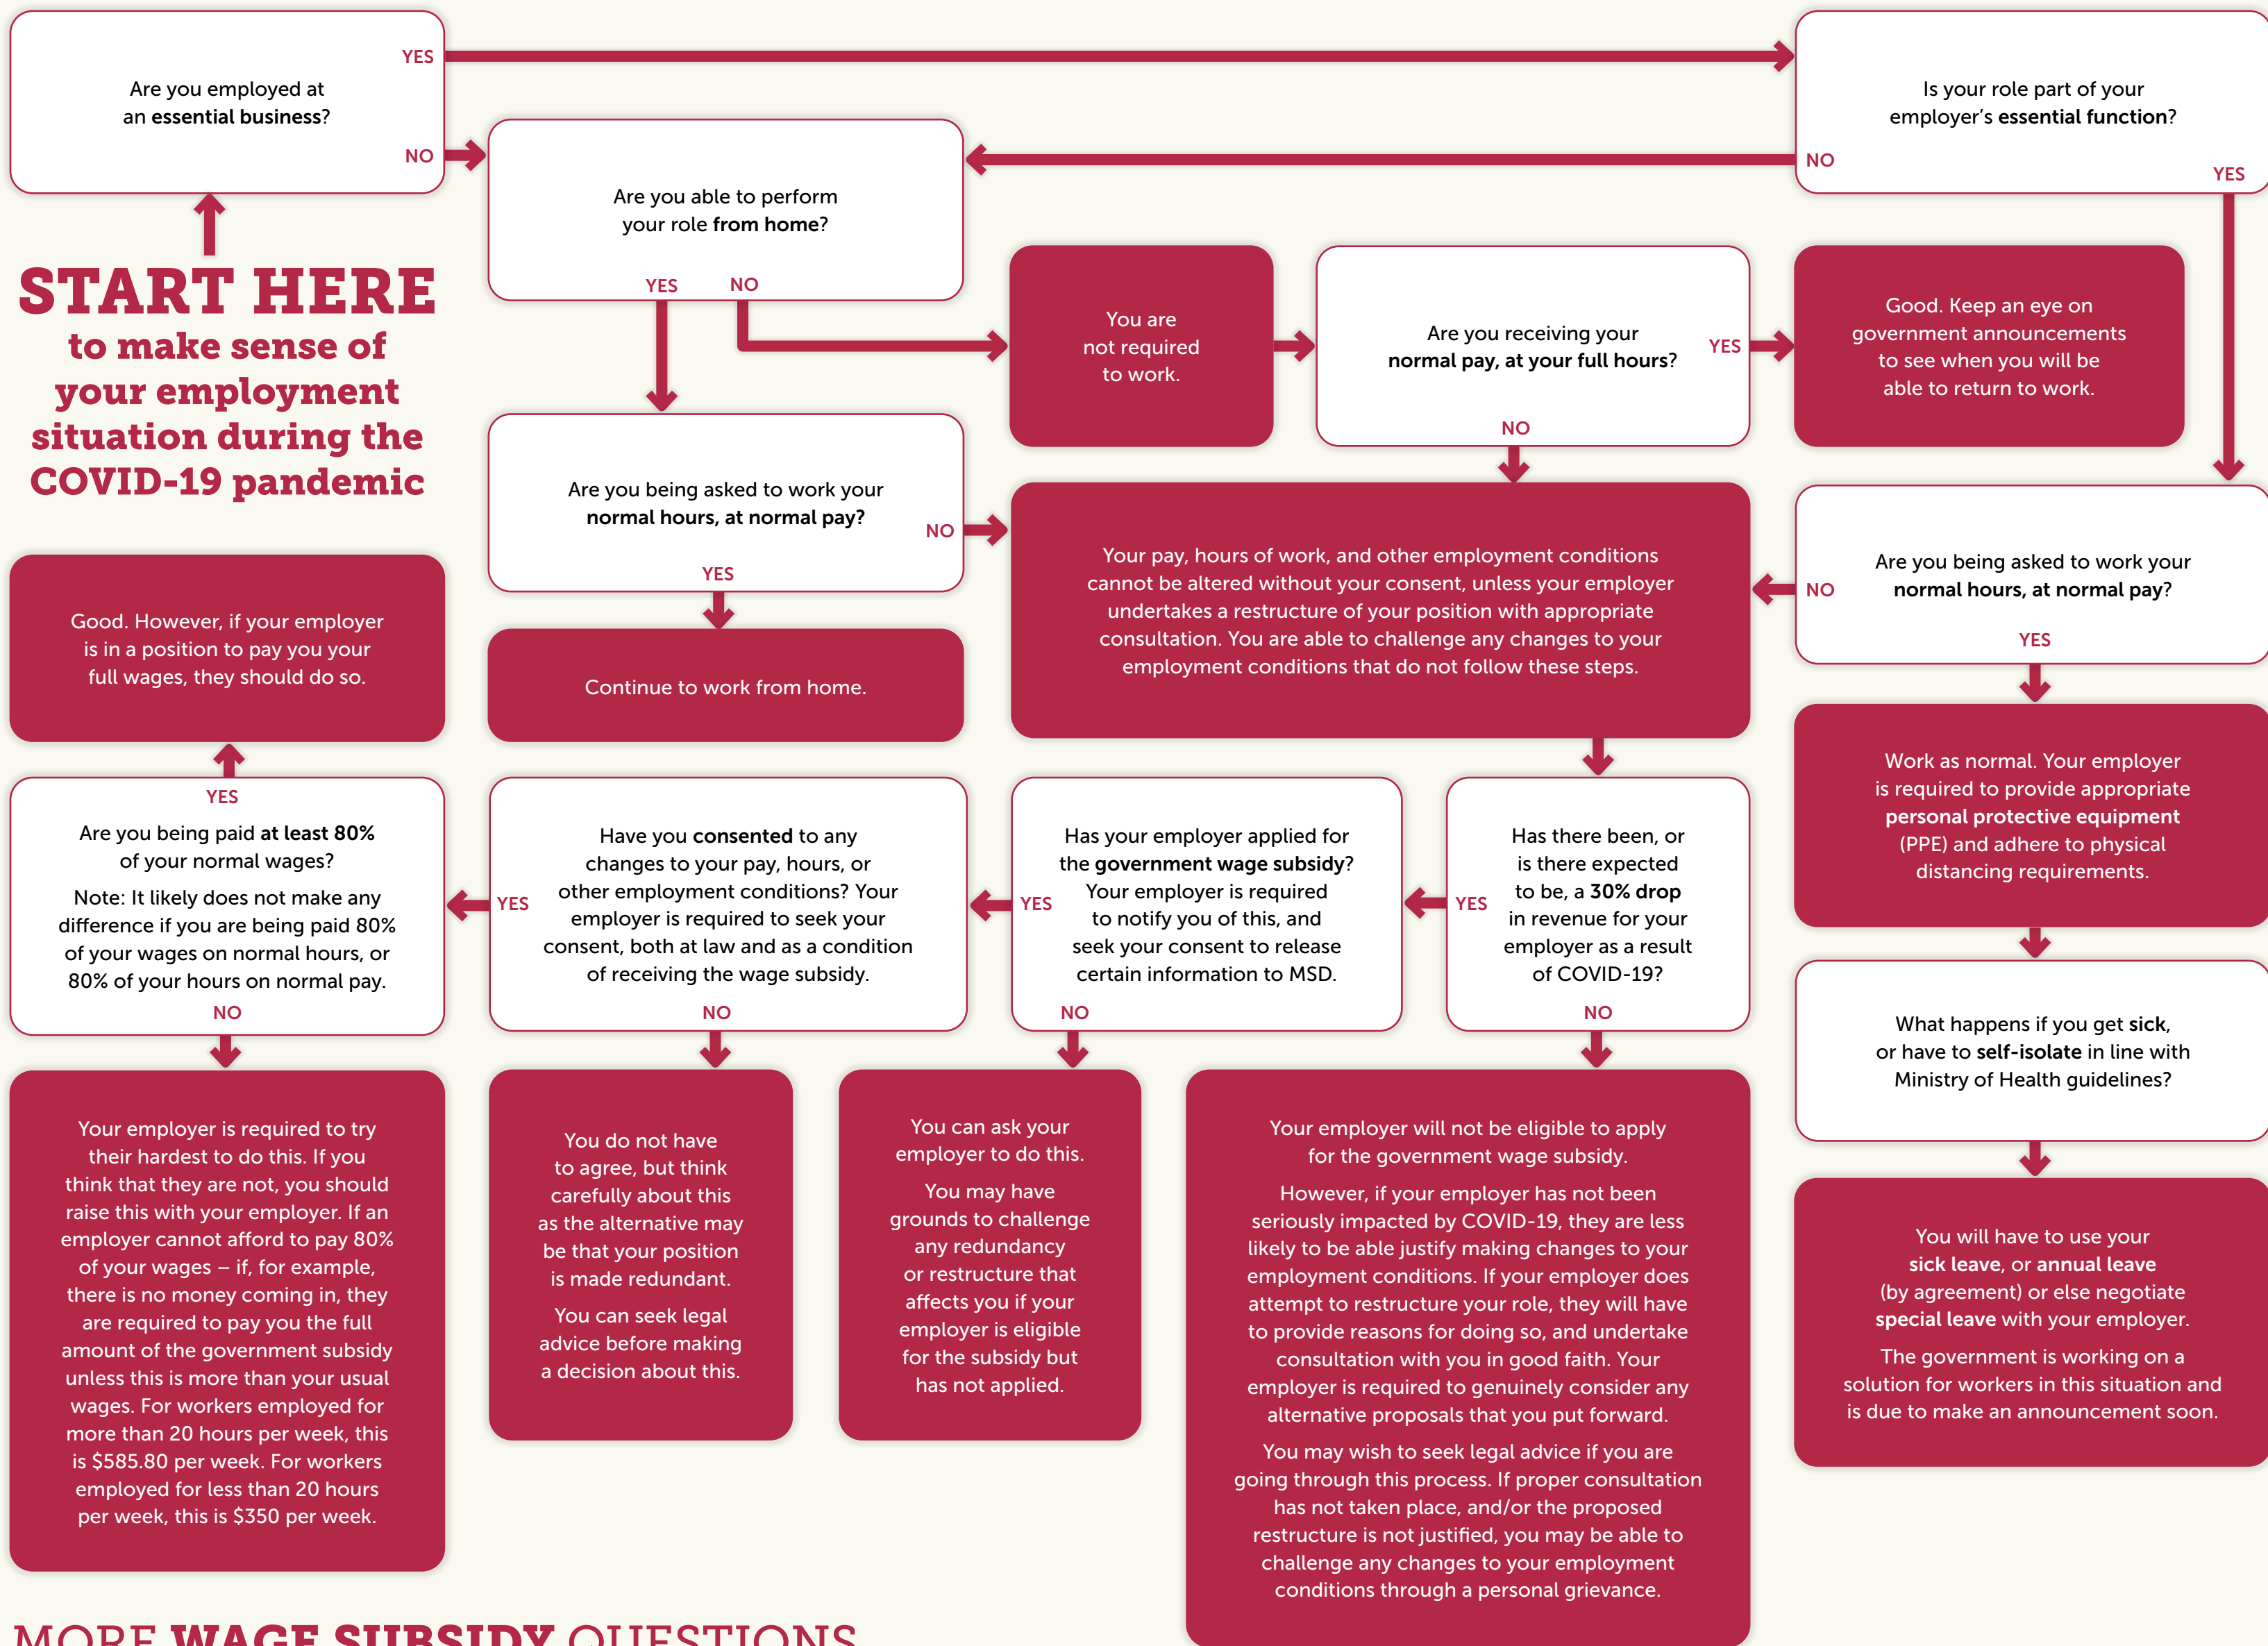 Are you employed at
an essential business?
YES
NO
START HERE
to make sense of
your employment
situation during the
COVID-19 pandemic
Is your role part of your
employer's essential function?
NO
YES
Are you able to perform
your role from home?
YES
NO
You are
not required
to work.
Are you receiving your
normal pay, at your full hours?
YES
NO
Good. Keep an eye on
government announcements
to see when you will be
able to return to work.
Are you being asked to work your
normal hours, at normal pay?
NO
YES
Continue to work from home.
Your pay, hours of work, and other employment conditions
cannot be altered without your consent, unless your employer
undertakes a restructure of your position with appropriate
consultation. You are able to challenge any changes to your
employment conditions that do not follow these steps.
Are you being asked to work your
normal hours, at normal pay?
NO
YES
Work as normal. Your employer
is required to provide appropriate
personal protective equipment
(PPE) and adhere to physical
distancing requirements.
What happens if you get sick,
or have to self-isolate in line with
Ministry of Health guidelines?
You will have to use your
sick leave, or annual leave
(by agreement) or else negotiate
special leave with your employer.
The government is working on a
solution for workers in this situation and
is due to make an announcement soon.
Has there been, or
is there expected
to be, a 30% drop
in revenue for your
employer as a result
of COVID-19?
YES
NO
Your employer will not be eligible to apply
for the government wage subsidy.
However, if your employer has not been
seriously impacted by COVID-19, they are less
likely to be able justify making changes to your
employment conditions. If your employer does
attempt to restructure your role, they will have
to provide reasons for doing so, and undertake
consultation with you in good faith. Your
employer is required to genuinely consider any
alternative proposals that you put forward.
You may wish to seek legal advice if you are
going through this process. If proper consultation
has not taken place, and/or the proposed
restructure is not justified, you may be able to
challenge any changes to your employment
conditions through a personal grievance.
Has your employer applied for
the government wage subsidy?
Your employer is required
to notify you of this, and
seek your consent to release
certain information to MSD.
YES
NO
You can ask your
employer to do this.
You may have
grounds to challenge
any redundancy
or restructure that
affects you if your
employer is eligible
for the subsidy but
has not applied.
Have you consented to any
changes to your pay, hours, or
other employment conditions? Your
employer is required to seek your
consent, both at law and as a condition
of receiving the wage subsidy.
YES
NO
You do not have
to agree, but think
carefully about this
as the alternative may
be that your position
is made redundant.
You can seek legal
advice before making
a decision about this.
Good. However, if your employer
is in a position to pay you your
full wages, they should do so.
YES
Are you being paid at least 80%
of your normal wages?
Note: It likely does not make any
difference if you are being paid 80%
of your wages on normal hours, or
80% of your hours on normal pay.
NO
Your employer is required to try
their hardest to do this. If you
think that they are not, you should
raise this with your employer. If an
employer cannot afford to pay 80%
of your wages – if, for example,
there is no money coming in, they
are required to pay you the full
amount of the government subsidy
unless this is more than your usual
wages. For workers employed for
more than 20 hours per week, this
is $585.80 per week. For workers
employed for less than 20 hours
per week, this is $350 per week.
MORE WAGE SUBSIDY QUESTIONS